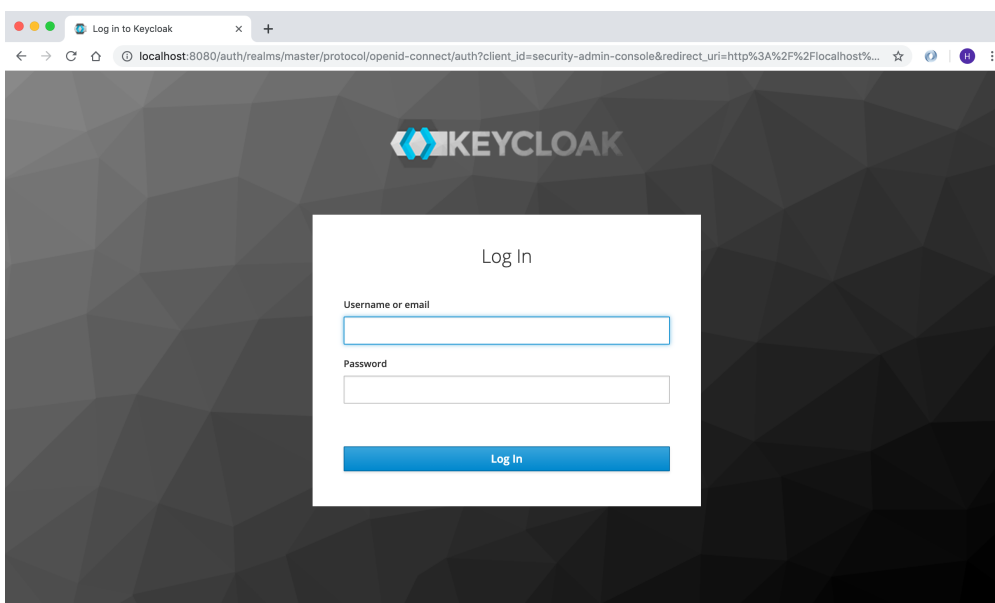 Log in to Keycloak
localhost:8080/auth/realms/master/protocol/openid-connect/auth?client_id=security-admin-console&redirect_uri=http%3A%2F%2Flocalhost%...
H
KEYCLOAK
Log In
Username or email
Password
Log In